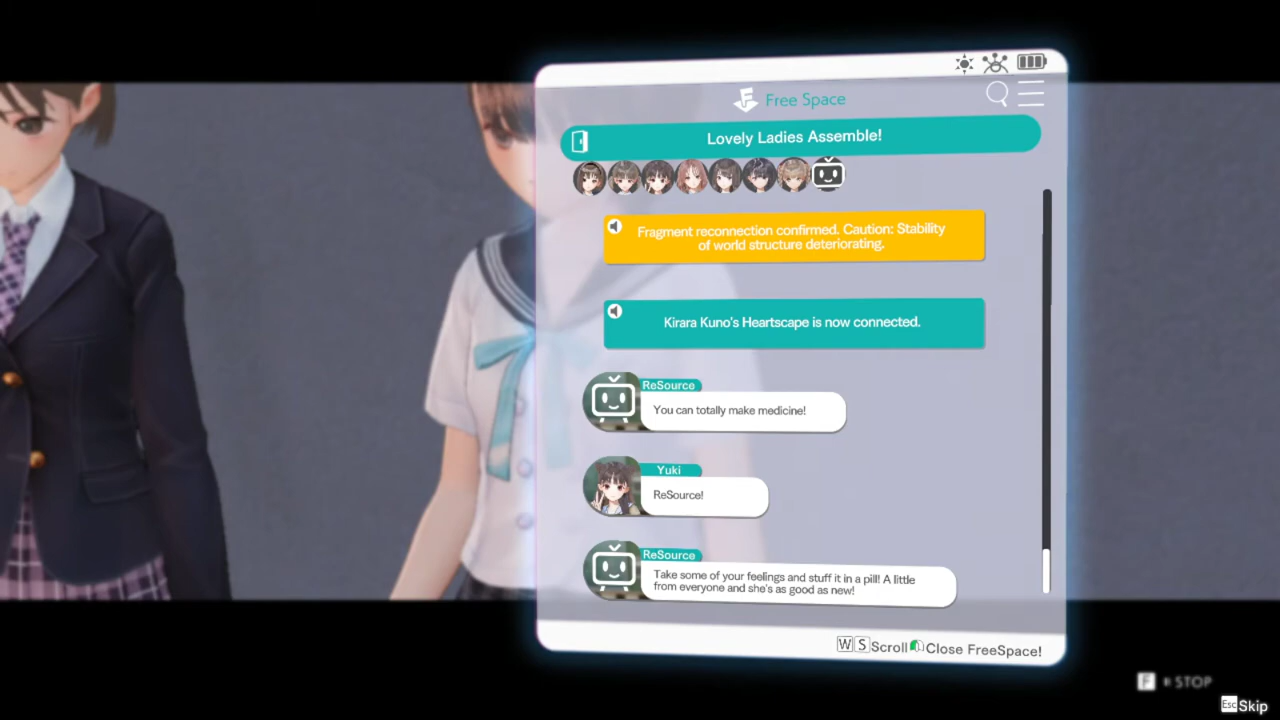 Free Space
Lovely Ladies Assemble!
Fragment reconnection confirmed. Caution: Stability
of world structure deteriorating.
Kirara Kuno's Heartscape is now connected.
ReSource
You can totally make medicine!
Yuki
ReSource!
ReSource
Take some of your feelings and stuff it in a pill! A little
from everyone and she's as good as new!
W S Scroll Close FreeSpace!
F STOP
Esc Skip